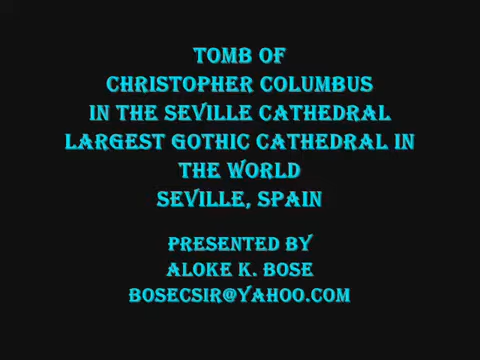 TOMB OF
CHRISTOPHER COLUMBUS
IN THE SEVILLE CATHEDRAL
LARGEST GOTHIC CATHEDRAL IN
THE WORLD
SEVILLE, SPAIN
PRESENTED BY
ALOKE K. BOSE
BOSECSIR@YAHOO.COM